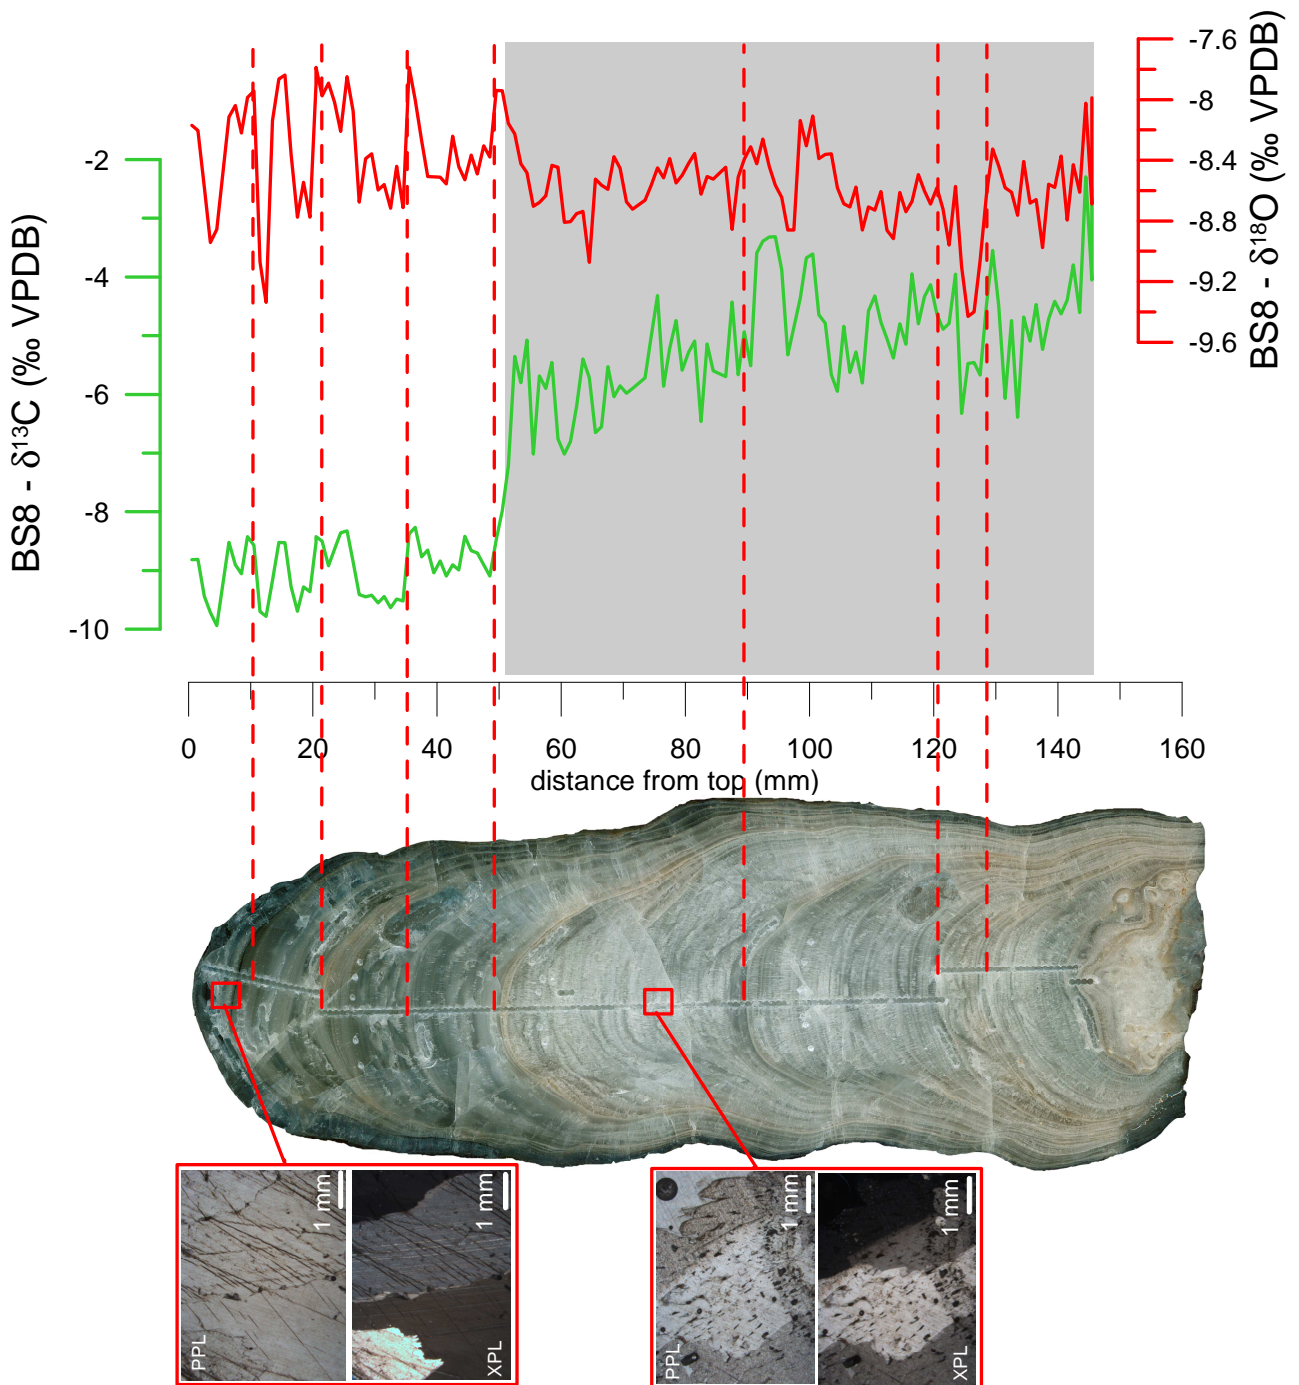 BS8 - δ18O (‰ VPDB)
-7.6
-8
-8.4
-8.8
-9.2
-9.6
BS8 - δ13C (‰ VPDB)
-2
-4
-6
-8
-10
0 20 40 60 80 100 120 140 160
distance from top (mm)
PPL
1 mm
XPL
1 mm
PPL
1 mm
XPL
1 mm